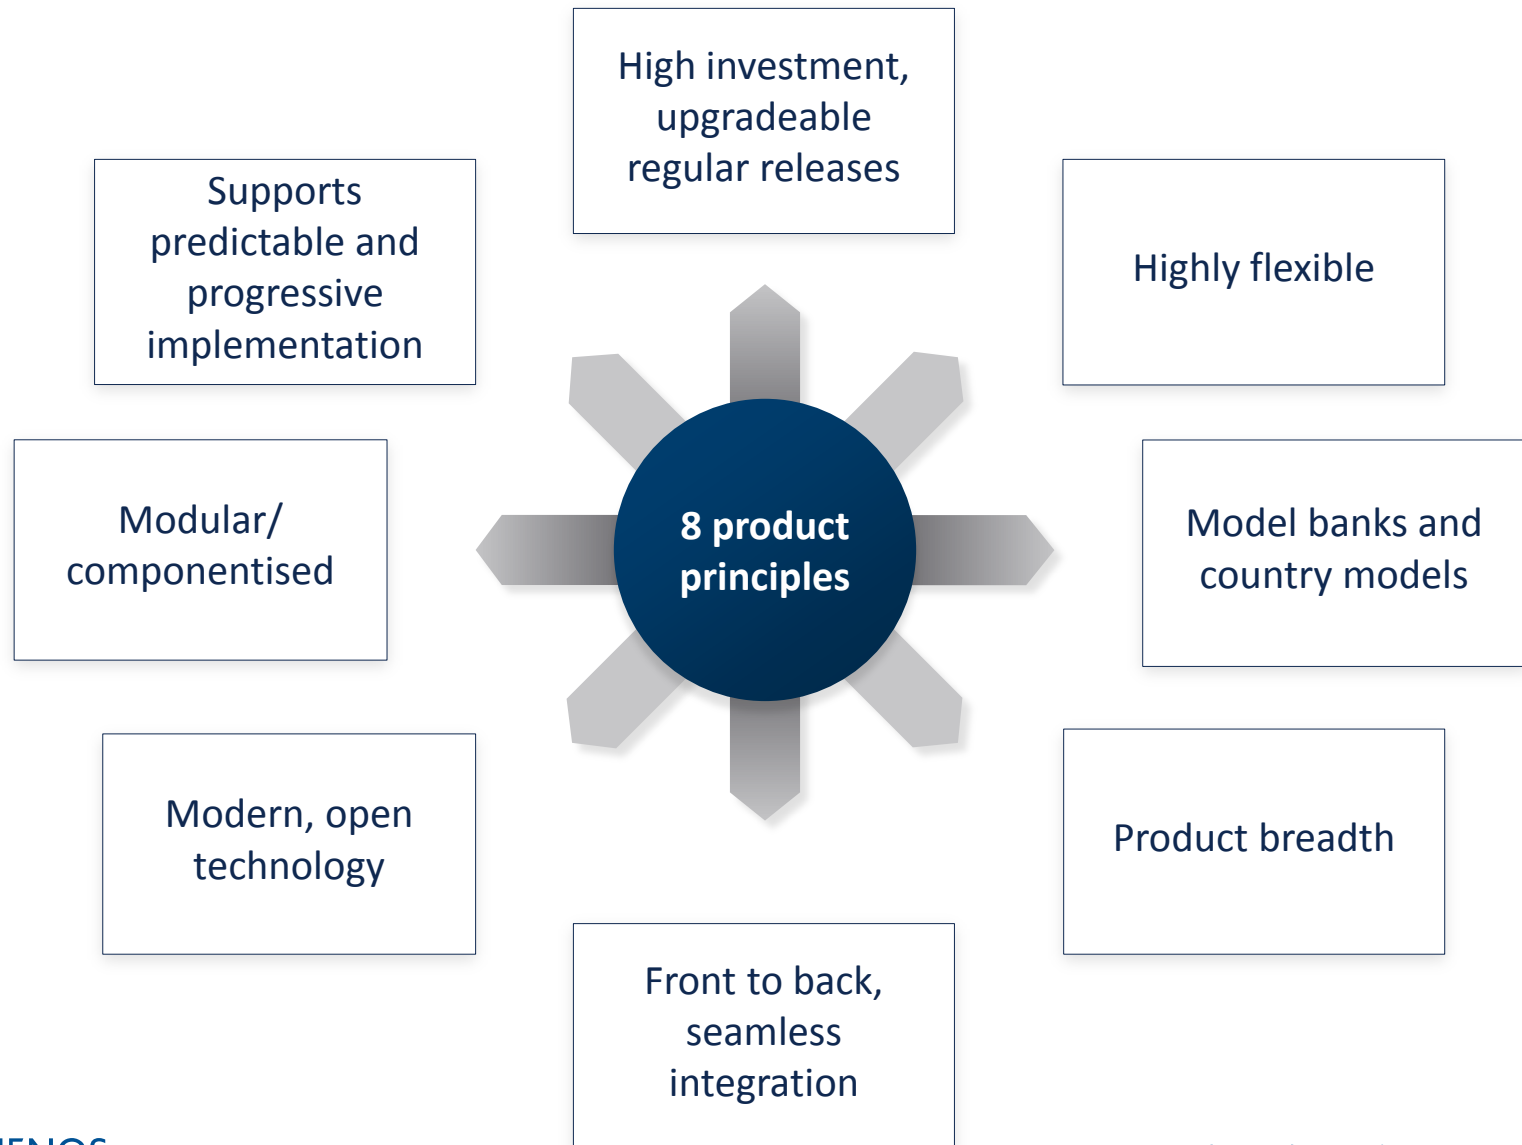 High investment,
upgradeable
regular releases
Supports
predictable and
progressive
implementation
Highly flexible
Modular/
componentised
8 product
principles
Model banks and
country models
Modern, open
technology
Product breadth
Front to back,
seamless
integration